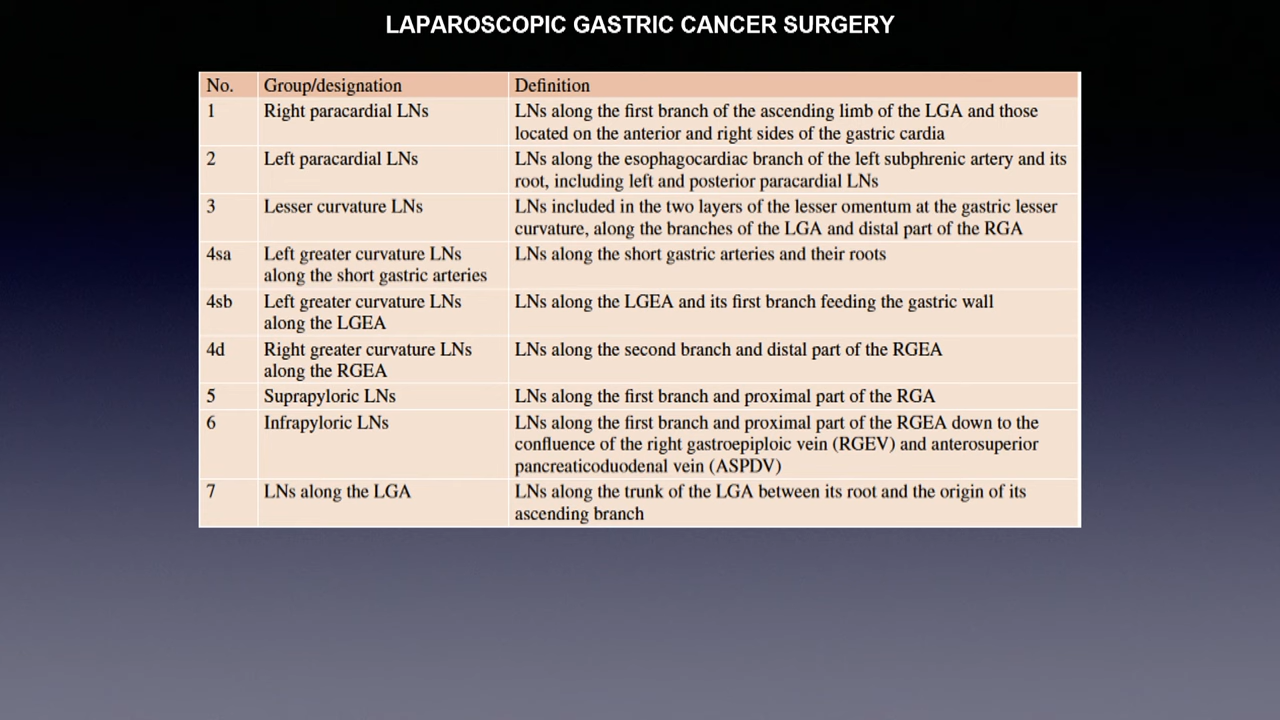 LAPAROSCOPIC GASTRIC CANCER SURGERY
No. Group/designation Definition
1 Right paracardial LNs LNs along the first branch of the ascending limb of the LGA and those
located on the anterior and right sides of the gastric cardia
2 Left paracardial LNs LNs along the esophagocardiac branch of the left subphrenic artery and its
root, including left and posterior paracardial LNs
3 Lesser curvature LNs LNs included in the two layers of the lesser omentum at the gastric lesser
curvature, along the branches of the LGA and distal part of the RGA
4sa Left greater curvature LNs LNs along the short gastric arteries and their roots
along the short gastric arteries
4sb Left greater curvature LNs LNs along the LGEA and its first branch feeding the gastric wall
along the LGEA
4d Right greater curvature LNs LNs along the second branch and distal part of the RGEA
along the RGEA
5 Suprapyloric LNs LNs along the first branch and proximal part of the RGA
6 Infrapyloric LNs LNs along the first branch and proximal part of the RGEA down to the
confluence of the right gastroepiploic vein (RGEV) and anterosuperior
pancreaticoduodenal vein (ASPDV)
7 LNs along the LGA LNs along the trunk of the LGA between its root and the origin of its
ascending branch